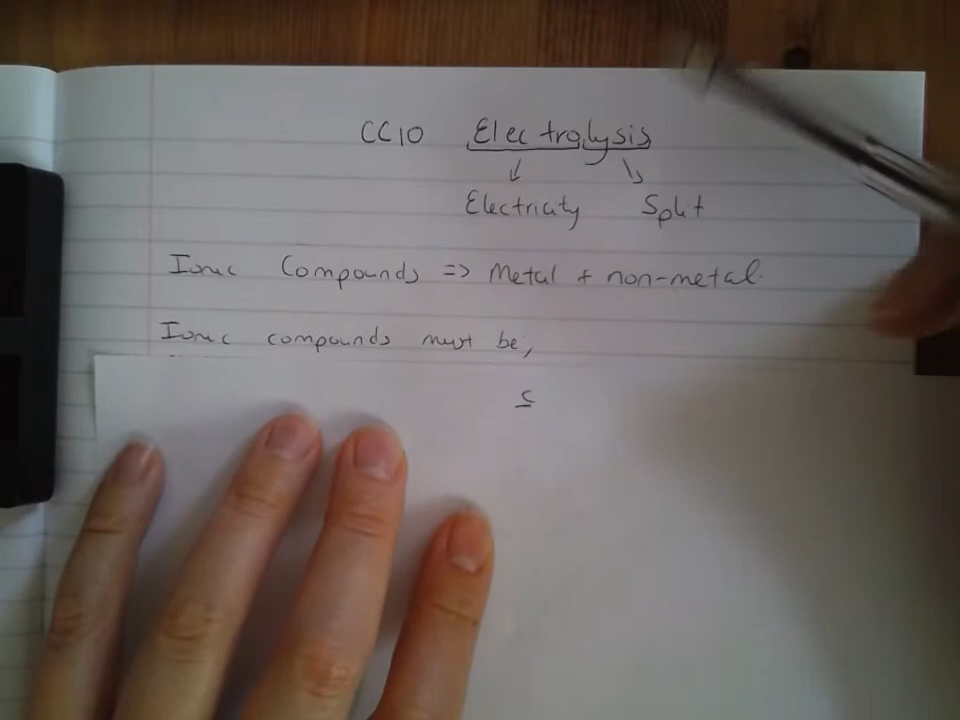 CC10 Electrolysis
↙ ↘
Electricity Split
Ionic Compounds => Metal + non-metal.
Ionic compounds must be,